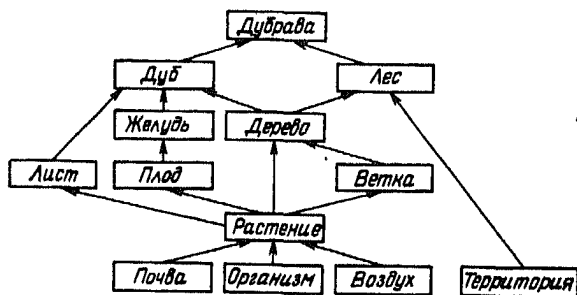 Дубрава
Дуб
Лес
Желудь
Дерево
Лист
Плод
Ветка
Растение
Почва
Организм
Воздух
Территория